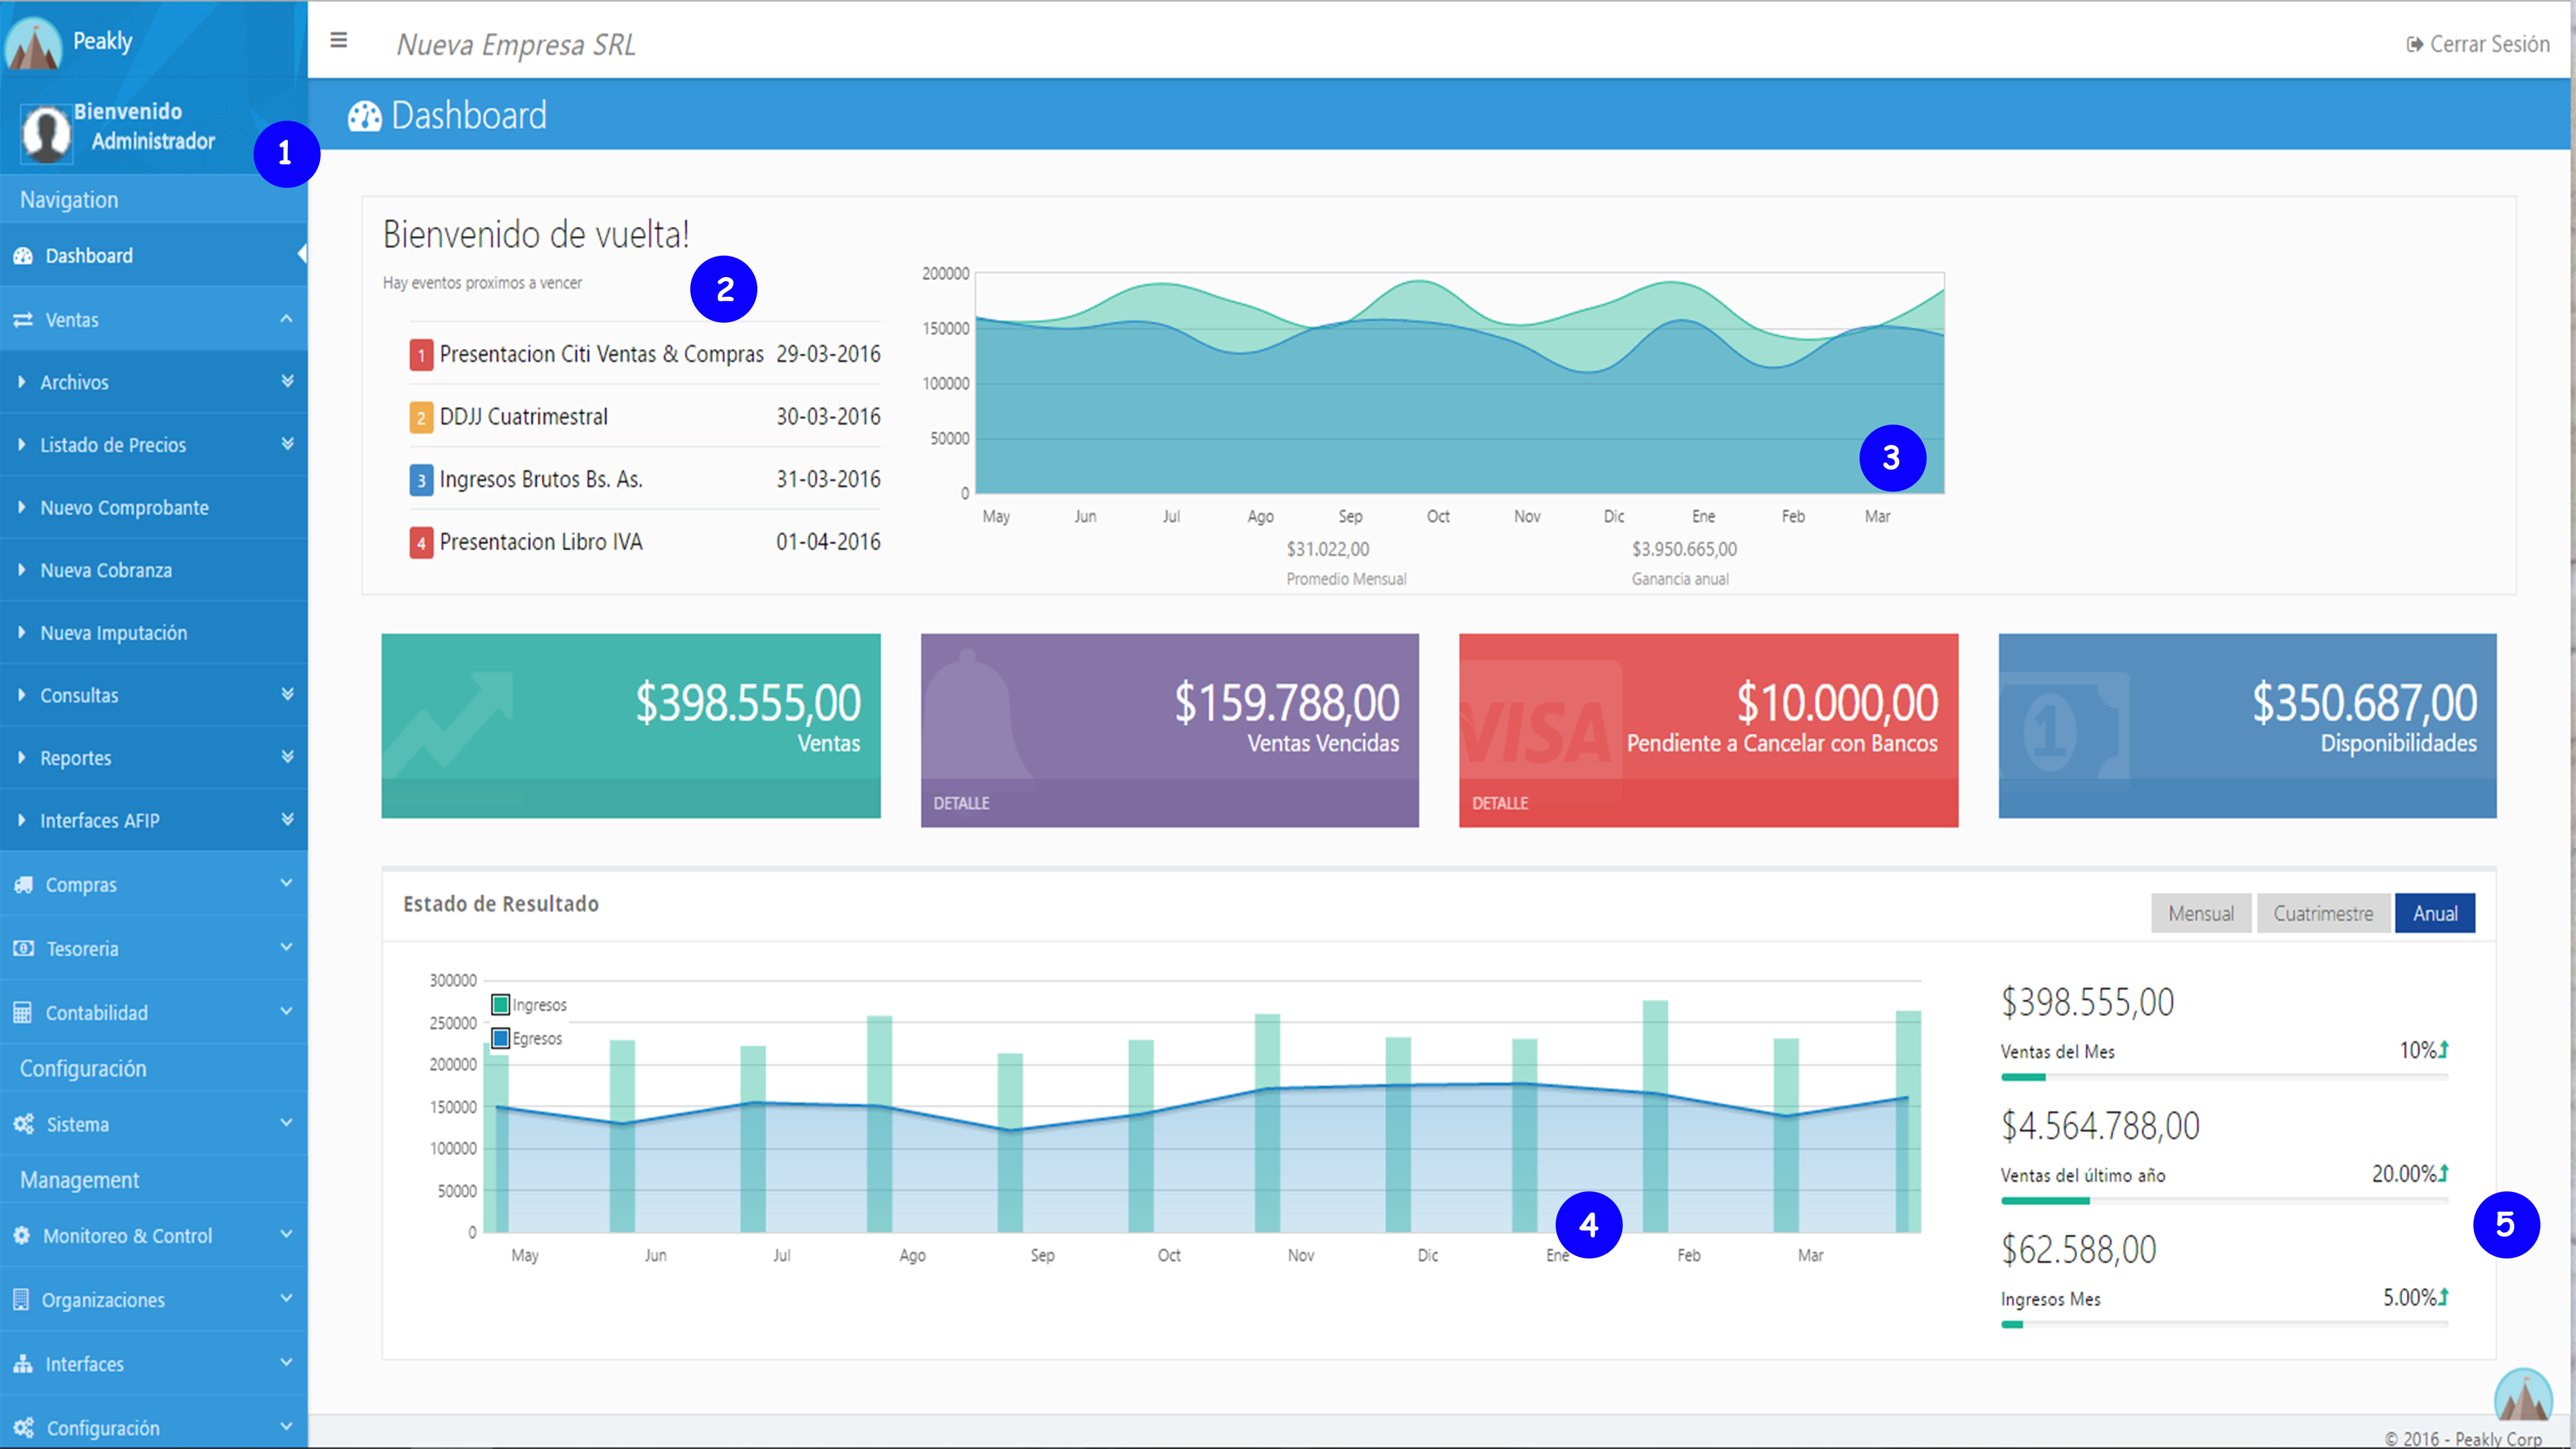 Peakly
Nueva Empresa SRL
Cerrar Sesión
Bienvenido
Administrador
1
Dashboard
Navigation
Dashboard
Ventas
Archivos
Listado de Precios
Nuevo Comprobante
Nueva Cobranza
Nueva Imputación
Consultas
Reportes
Interfaces AFIP
Compras
Tesoreria
Contabilidad
Configuración
Sistema
Management
Monitoreo & Control
Organizaciones
Interfaces
Configuración
Bienvenido de vuelta!
Hay eventos proximos a vencer
2
1 Presentacion Citi Ventas & Compras 29-03-2016
2 DDJJ Cuatrimestral 30-03-2016
3 Ingresos Brutos Bs. As. 31-03-2016
4 Presentacion Libro IVA 01-04-2016
200000
150000
100000
50000
0
3
May Jun Jul Ago Sep Oct Nov Dic Ene Feb Mar
$31.022,00 $3.950.665,00
Promedio Mensual Ganancia anual
$398.555,00
Ventas
$159.788,00
Ventas Vencidas
DETALLE
VISA
$10.000,00
Pendiente a Cancelar con Bancos
DETALLE
1
$350.687,00
Disponibilidades
Estado de Resultado
Mensual Cuatrimestre Anual
300000
250000
200000
150000
100000
50000
0
Ingresos
Egresos
4
May Jun Jul Ago Sep Oct Nov Dic Ene Feb Mar
$398.555,00
Ventas del Mes 10%
$4.564.788,00
Ventas del último año 20.00%
5
$62.588,00
Ingresos Mes 5.00%
© 2016 - Peakly Corp